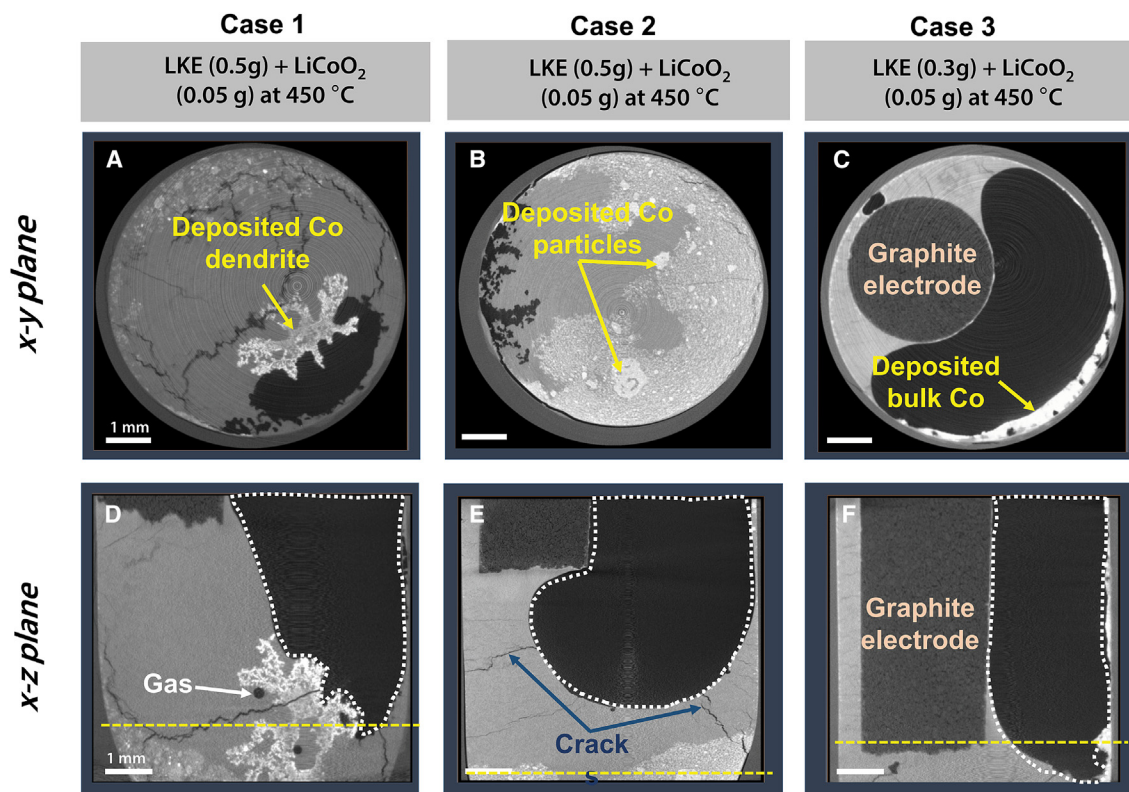 Case 1
Case 2
Case 3
LKE (0.5g) + LiCoO₂
(0.05 g) at 450 °C
LKE (0.5g) + LiCoO₂
(0.05 g) at 450 °C
LKE (0.3g) + LiCoO₂
(0.05 g) at 450 °C
x-y plane
A
Deposited Co
dendrite
1 mm
B
Deposited Co
particles
C
Graphite
electrode
Deposited
bulk Co
x-z plane
D
Gas
1 mm
E
Crack
s
F
Graphite
electrode